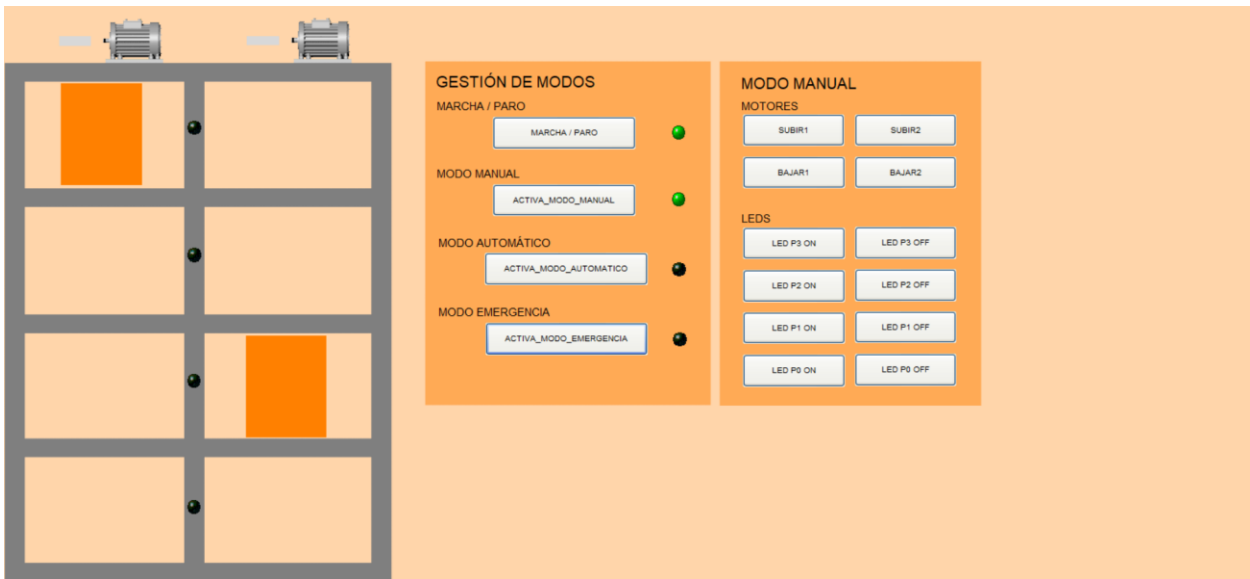 GESTIÓN DE MODOS
MARCHA / PARO
MARCHA / PARO
MODO MANUAL
ACTIVA_MODO_MANUAL
MODO AUTOMÁTICO
ACTIVA_MODO_AUTOMATICO
MODO EMERGENCIA
ACTIVA_MODO_EMERGENCIA
MODO MANUAL
MOTORES
SUBIR1 SUBIR2
BAJAR1 BAJAR2
LEDS
LED P3 ON LED P3 OFF
LED P2 ON LED P2 OFF
LED P1 ON LED P1 OFF
LED P0 ON LED P0 OFF